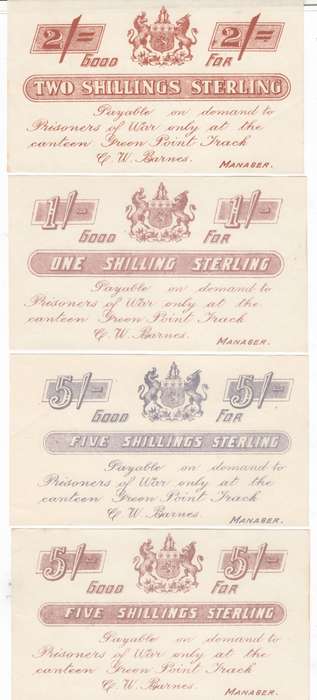 2/= 2/=
GOOD FOR
TWO SHILLINGS STERLING
Payable on demand to
Prisoners of War only at the
canteen Green Point Track
C. W. Barnes.
MANAGER.
1/- 1/-
GOOD FOR
ONE SHILLING STERLING
Payable on demand to
Prisoners of War only at the
canteen Green Point Track
C. W. Barnes.
MANAGER.
5/- 5/-
GOOD FOR
FIVE SHILLINGS STERLING
Payable on demand to
Prisoners of War only at the
canteen Green Point Track
C. W. Barnes.
MANAGER.
5/- 5/-
GOOD FOR
FIVE SHILLINGS STERLING
Payable on demand to
Prisoners of War only at the
canteen Green Point Track
C. W. Barnes.
MANAGER.